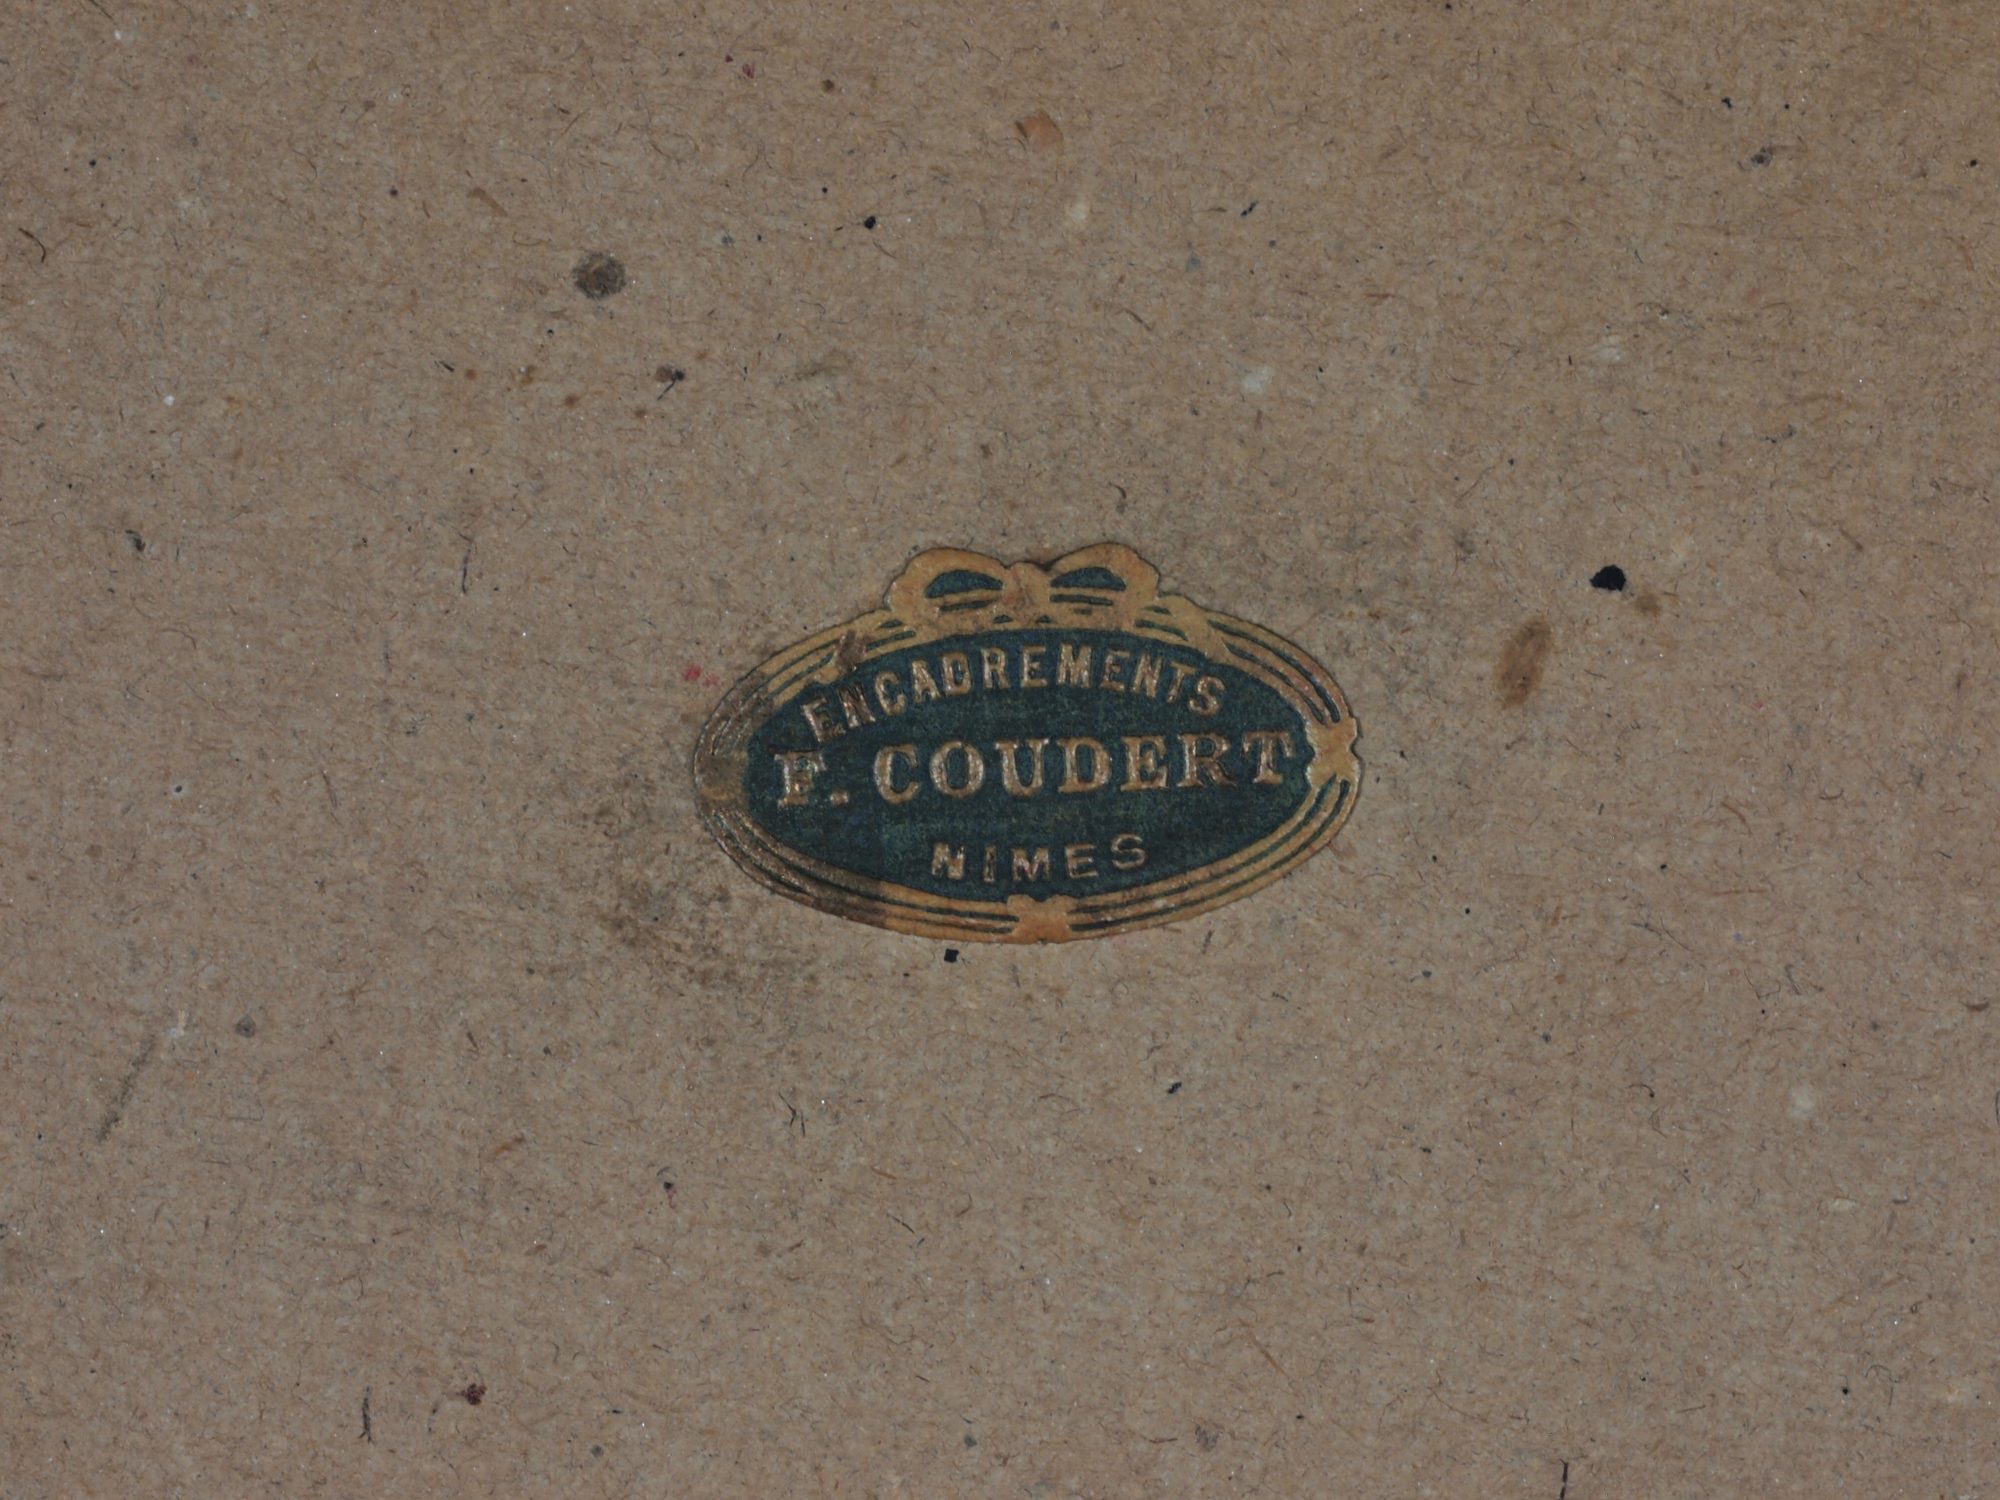 ENCADREMENTS
F. COUDERT
NIMES